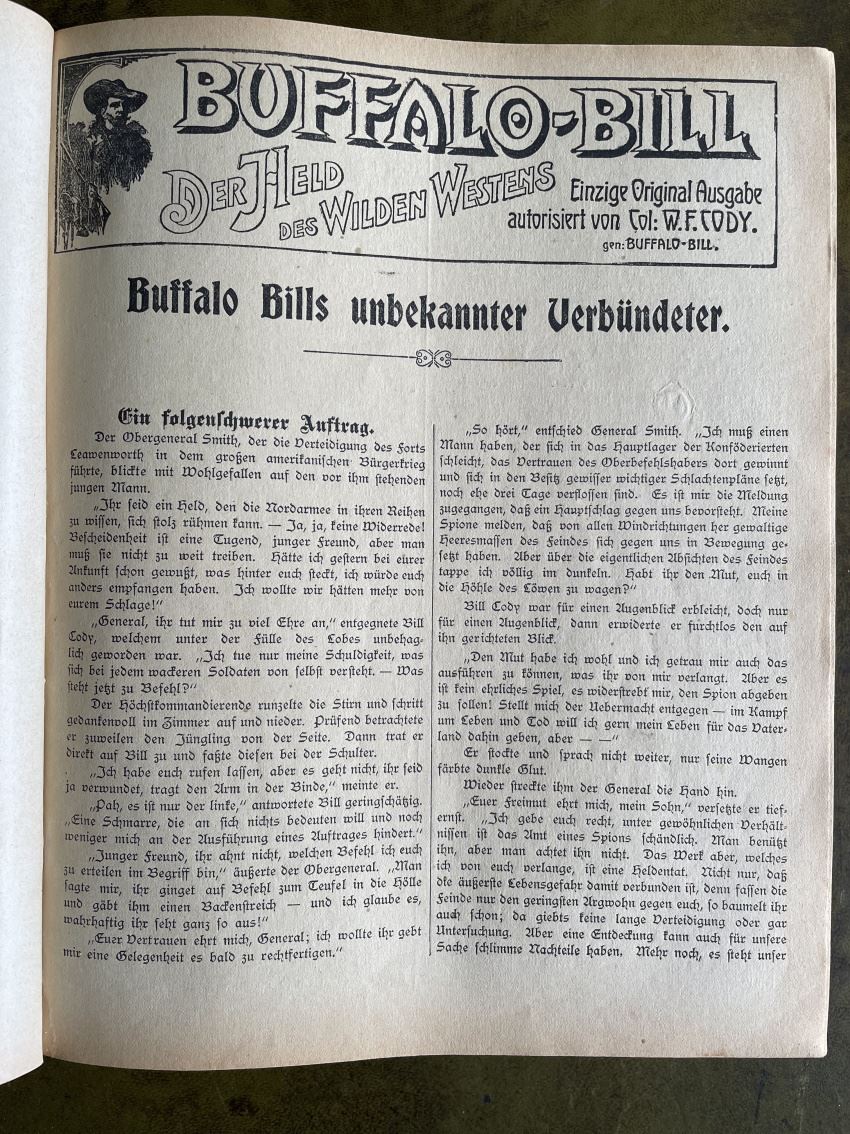 BUFFALO-BILL
DER HELD
DES WILDEN WESTENS
Einzige Original Ausgabe
autorisiert von Col: W.F. CODY.
gen: BUFFALO-BILL.
Buffalo Bills unbekannter Verbündeter.
Ein folgenschwerer Auftrag.
Der Obergeneral Smith, der die Verteidigung des Forts
Leawenworth in dem großen amerikanischen Bürgerkrieg
führte, blickte mit Wohlgefallen auf den vor ihm stehenden
jungen Mann.
„Ihr seid ein Held, den die Nordarmee in ihren Reihen
zu wissen, sich stolz rühmen kann. — Ja, ja, keine Widerrede!
Bescheidenheit ist eine Tugend, junger Freund, aber man
muß sie nicht zu weit treiben. Hätte ich gestern bei eurer
Ankunft schon gewußt, was hinter euch steckt, ich würde euch
anders empfangen haben. Ich wollte wir hätten mehr von
eurem Schlage!"
„General, ihr tut mir zu viel Ehre an," entgegnete Bill
Cody, welchem unter der Fülle des Lobes unbehag-
lich geworden war. „Ich tue nur meine Schuldigkeit, was
sich bei jedem wackeren Soldaten von selbst versteht. — Was
steht jetzt zu Befehl?"
Der Höchstkommandierende runzelte die Stirn und schritt
gedankenvoll im Zimmer auf und nieder. Prüfend betrachtete
er zuweilen den Jüngling von der Seite. Dann trat er
direkt auf Bill zu und faßte diesen bei der Schulter.
„Ich habe euch rufen lassen, aber es geht nicht, ihr seid
ja verwundet, tragt den Arm in der Binde," meinte er.
„Pah, es ist nur der linke," antwortete Bill geringschätzig.
„Eine Schmarre, die an sich nichts bedeuten will und noch
weniger mich an der Ausführung eines Auftrages hindert."
„Junger Freund, ihr ahnt nicht, welchen Befehl ich euch
zu erteilen im Begriff bin," äußerte der Obergeneral. „Man
sagte mir, ihr ginget auf Befehl zum Teufel in die Hölle
und gäbt ihm einen Backenstreich — und ich glaube es,
wahrhaftig ihr seht ganz so aus!"
„Euer Vertrauen ehrt mich, General; ich wollte ihr gebt
mir eine Gelegenheit es bald zu rechtfertigen."
„So hört," entschied General Smith. „Ich muß einen
Mann haben, der sich in das Hauptlager der Konföderierten
schleicht, das Vertrauen des Oberbefehlshabers dort gewinnt
und sich in den Besitz gewisser wichtiger Schlachtenpläne setzt,
noch ehe drei Tage verflossen sind. Es ist mir die Meldung
zugegangen, daß ein Hauptschlag gegen uns bevorsteht. Meine
Spione melden, daß von allen Windrichtungen her gewaltige
Heeresmassen des Feindes sich gegen uns in Bewegung ge-
setzt haben. Aber über die eigentlichen Absichten des Feindes
tappe ich völlig im dunkeln. Habt ihr den Mut, euch in
die Höhle des Löwen zu wagen?"
Bill Cody war für einen Augenblick erbleicht, doch nur
für einen Augenblick, dann erwiderte er furchtlos den auf
ihn gerichteten Blick.
„Den Mut habe ich wohl und ich getrau mir auch das
ausführen zu können, was ihr von mir verlangt. Aber es
ist kein ehrliches Spiel, es widerstrebt mir, den Spion abgeben
zu sollen! Stellt mich der Uebermacht entgegen — im Kampf
um Leben und Tod will ich gern mein Leben für das Vater-
land dahin geben, aber — —"
Er stockte und sprach nicht weiter, nur seine Wangen
färbte dunkle Glut.
Wieder streckte ihm der General die Hand hin.
„Euer Freimut ehrt mich, mein Sohn," versetzte er tief-
ernst. „Ich gebe euch recht, unter gewöhnlichen Verhält-
nissen ist das Amt eines Spions schändlich. Man benützt
ihn, aber man achtet ihn nicht. Das Werk aber, welches
ich von euch verlange, ist eine Heldentat. Nicht nur, daß
die äußerste Lebensgefahr damit verbunden ist, denn fassen die
Feinde nur den geringsten Argwohn gegen euch, so baumelt ihr
auch schon; da giebts keine lange Verteidigung oder gar
Untersuchung. Aber eine Entdeckung kann auch für unsere
Sache schlimme Nachteile haben. Mehr noch, es steht unser